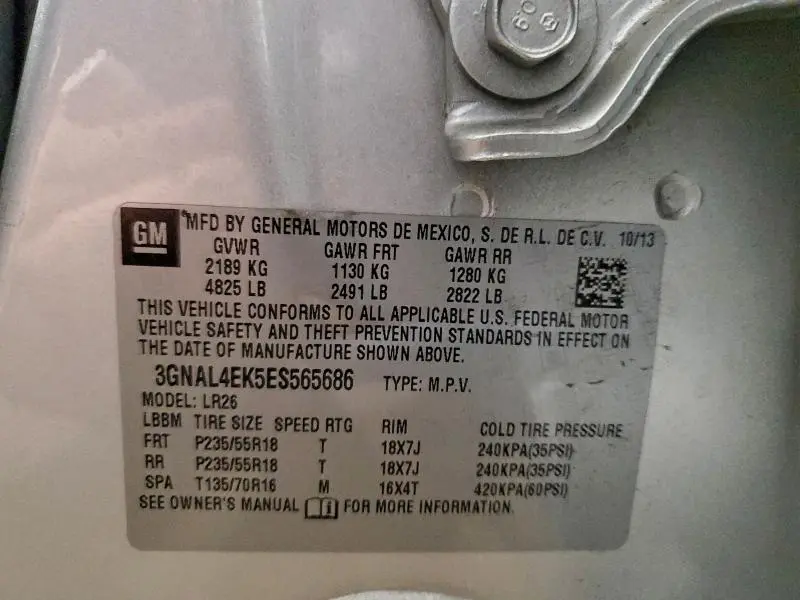 GM
MFD BY GENERAL MOTORS DE MEXICO, S. DE R.L. DE C.V. 10/13
GVWR GAWR FRT GAWR RR
2189 KG 1130 KG 1280 KG
4825 LB 2491 LB 2822 LB
THIS VEHICLE CONFORMS TO ALL APPLICABLE U.S. FEDERAL MOTOR
VEHICLE SAFETY AND THEFT PREVENTION STANDARDS IN EFFECT ON
THE DATE OF MANUFACTURE SHOWN ABOVE.
3GNAL4EK5ES565686 TYPE: M.P.V.
MODEL: LR26
LBBM TIRE SIZE SPEED RTG RIM COLD TIRE PRESSURE
FRT P235/55R18 T 18X7J 240KPA(35PSI)
RR P235/55R18 T 18X7J 240KPA(35PSI)
SPA T135/70R16 M 16X4T 420KPA(60PSI)
SEE OWNER'S MANUAL FOR MORE INFORMATION.